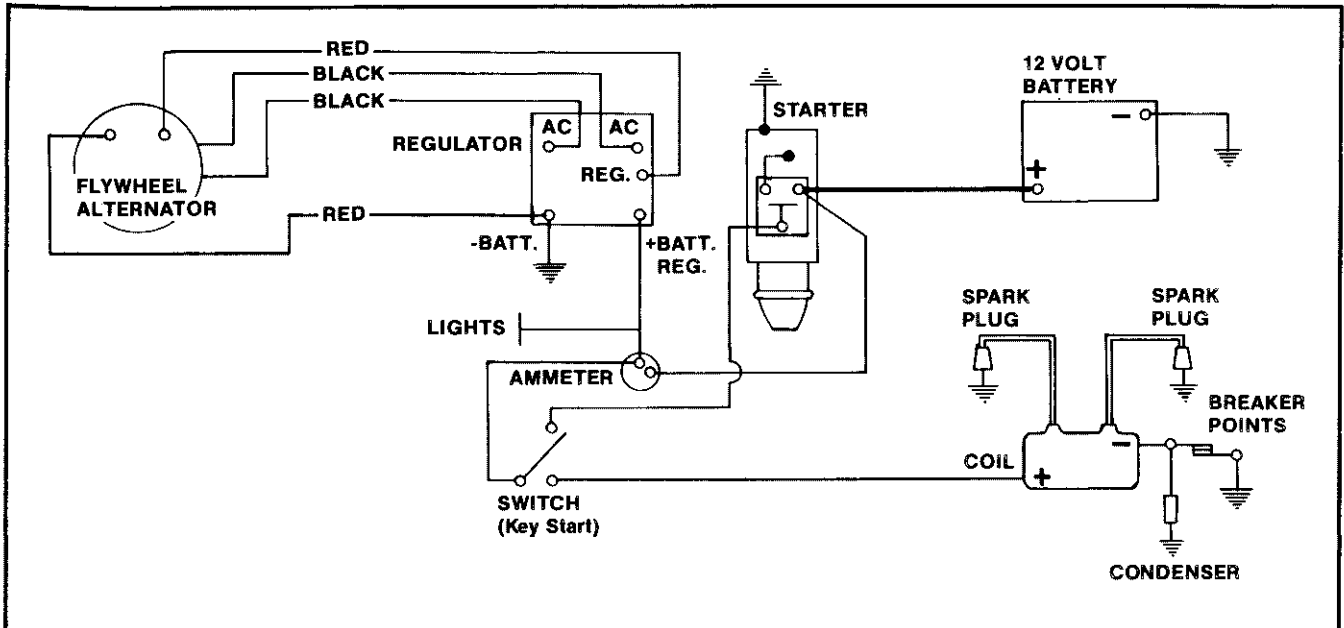 RED
BLACK
BLACK
FLYWHEEL
ALTERNATOR
RED
REGULATOR
AC
AC
REG.
-BATT.
+BATT.
REG.
STARTER
12 VOLT
BATTERY
-
+
LIGHTS
AMMETER
SWITCH
(Key Start)
SPARK
PLUG
SPARK
PLUG
BREAKER
POINTS
COIL
+
-
CONDENSER